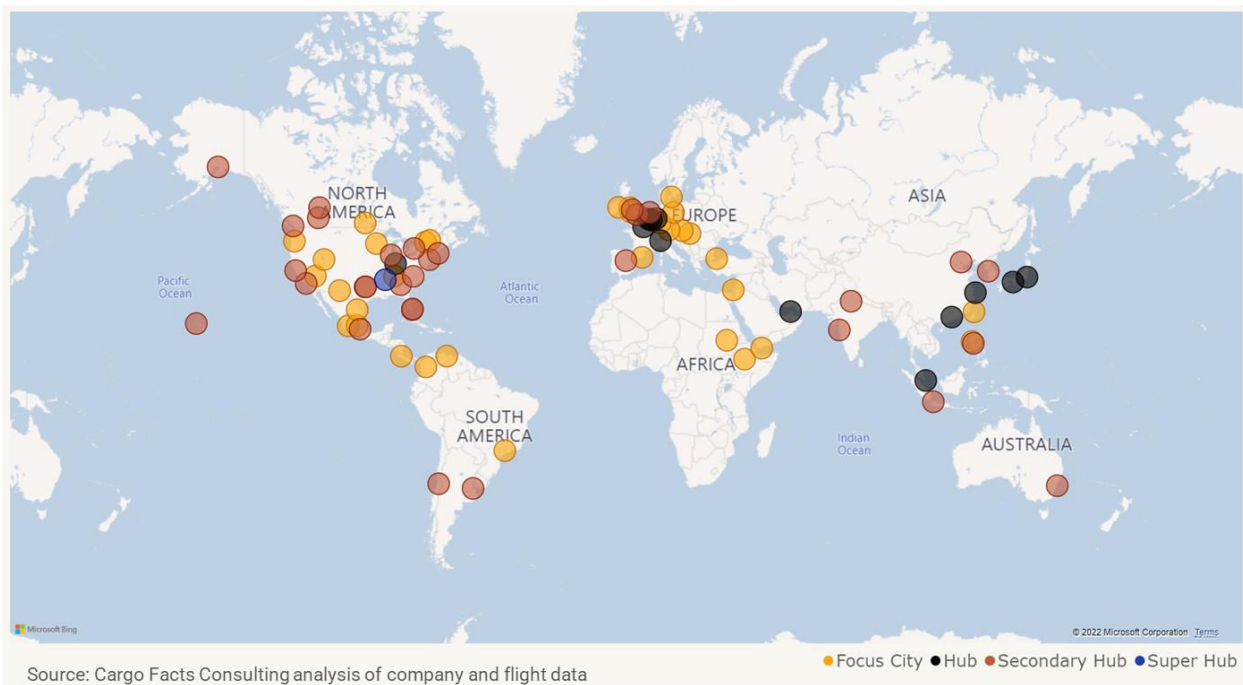 NORTH
AMERICA
EUROPE
ASIA
Pacific
Ocean
Atlantic
Ocean
AFRICA
SOUTH
AMERICA
Indian
Ocean
AUSTRALIA
Microsoft Bing
© 2022 Microsoft Corporation Terms
Focus City Hub Secondary Hub Super Hub
Source: Cargo Facts Consulting analysis of company and flight data